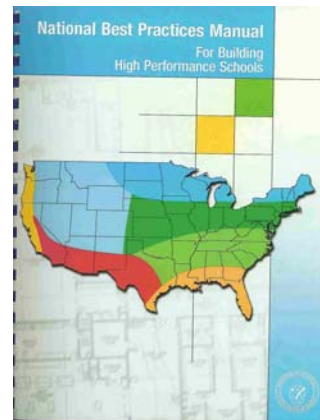 National Best Practices Manual
For Building
High Performance Schools